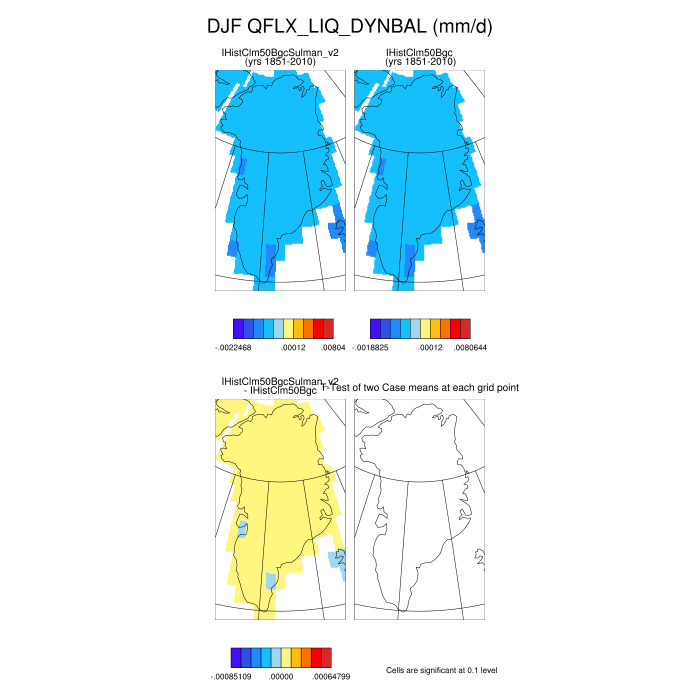 DJF QFLX_LIQ_DYNBAL (mm/d)
IHistClm50BgcSulman_v2
(yrs 1851-2010)
IHistClm50Bgc
(yrs 1851-2010)
-.0022468 .00012 .00804
-.0018825 .00012 .0080644
IHistClm50BgcSulman_v2
- IHistClm50Bgc
T-Test of two Case means at each grid point
-.00085109 .00000 .00064799
Cells are significant at 0.1 level